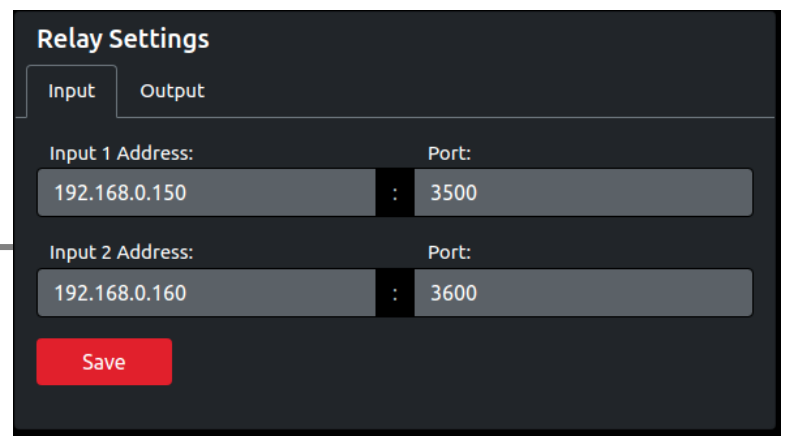 Relay Settings
Input Output
Input 1 Address: Port:
192.168.0.150 : 3500
Input 2 Address: Port:
192.168.0.160 : 3600
Save